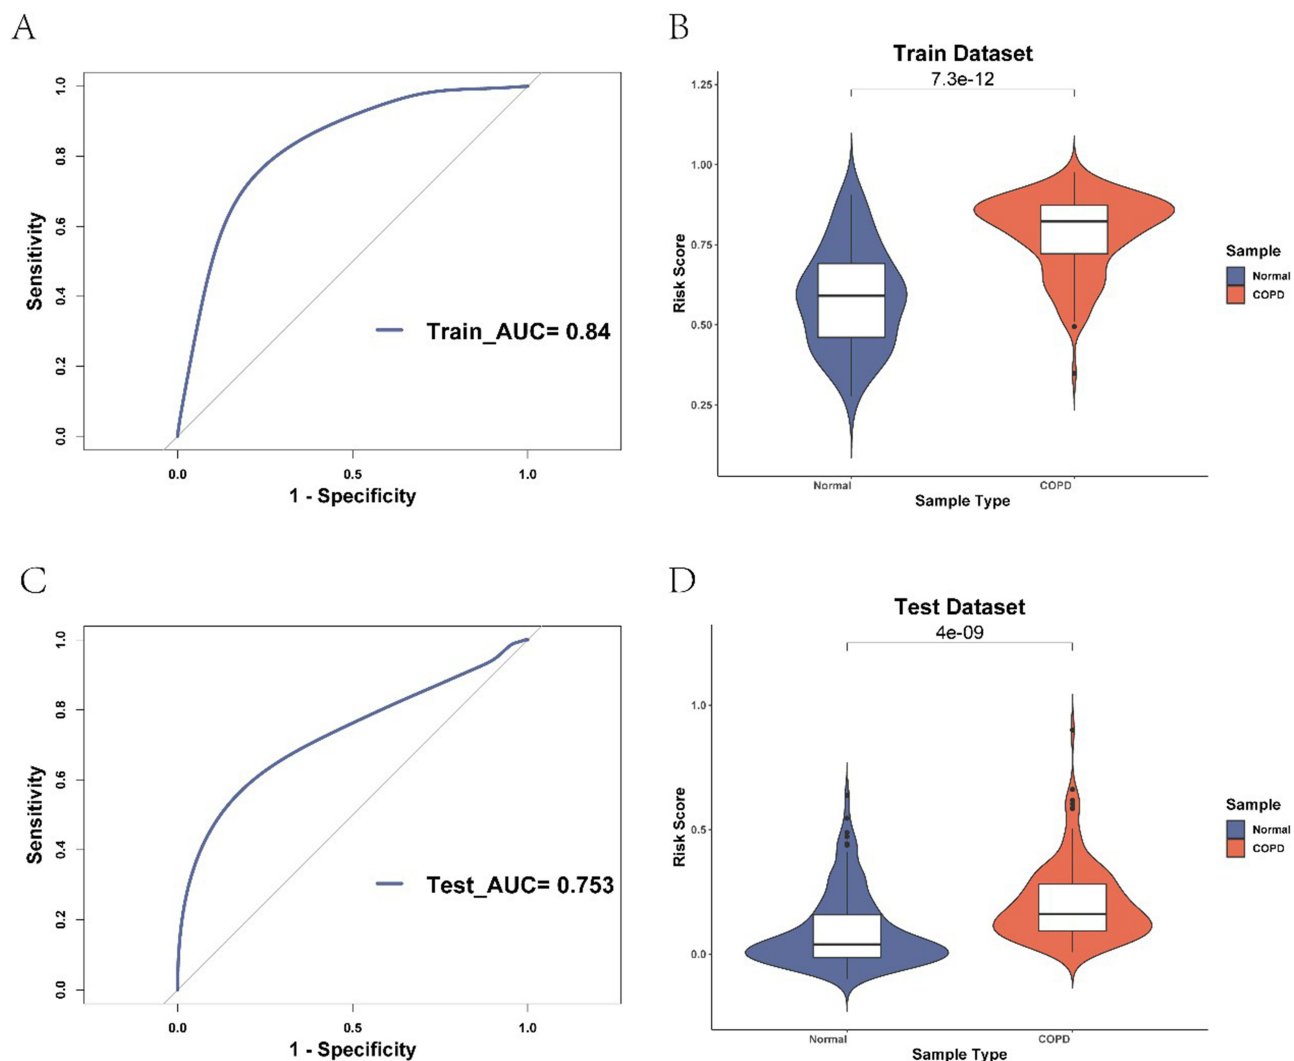 A
Sensitivity
0.0
0.2
0.4
0.6
0.8
1.0
Train_AUC= 0.84
0.0
0.5
1.0
1 - Specificity
B
Train Dataset
7.3e-12
Risk Score
1.25
1.00
0.75
0.50
0.25
Normal
COPD
Sample Type
Sample
Normal
COPD
C
Sensitivity
0.0
0.2
0.4
0.6
0.8
1.0
Test_AUC= 0.753
0.0
0.5
1.0
1 - Specificity
D
Test Dataset
4e-09
Risk Score
1.0
0.5
0.0
Normal
COPD
Sample Type
Sample
Normal
COPD